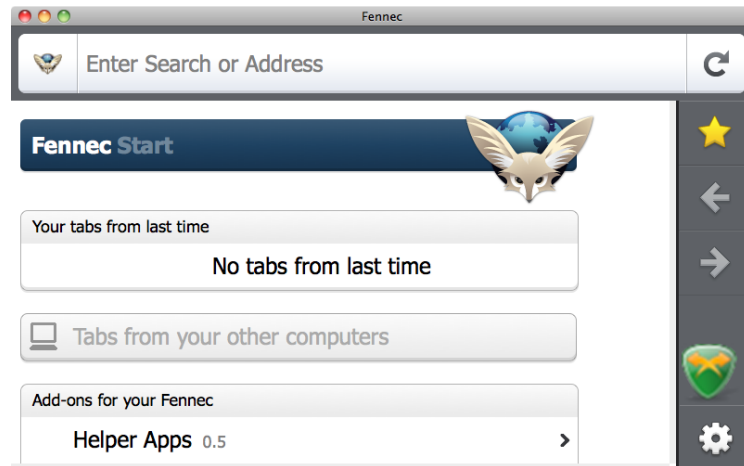 Fennec
Enter Search or Address
Fennec Start
Your tabs from last time
No tabs from last time
Tabs from your other computers
Add-ons for your Fennec
Helper Apps 0.5